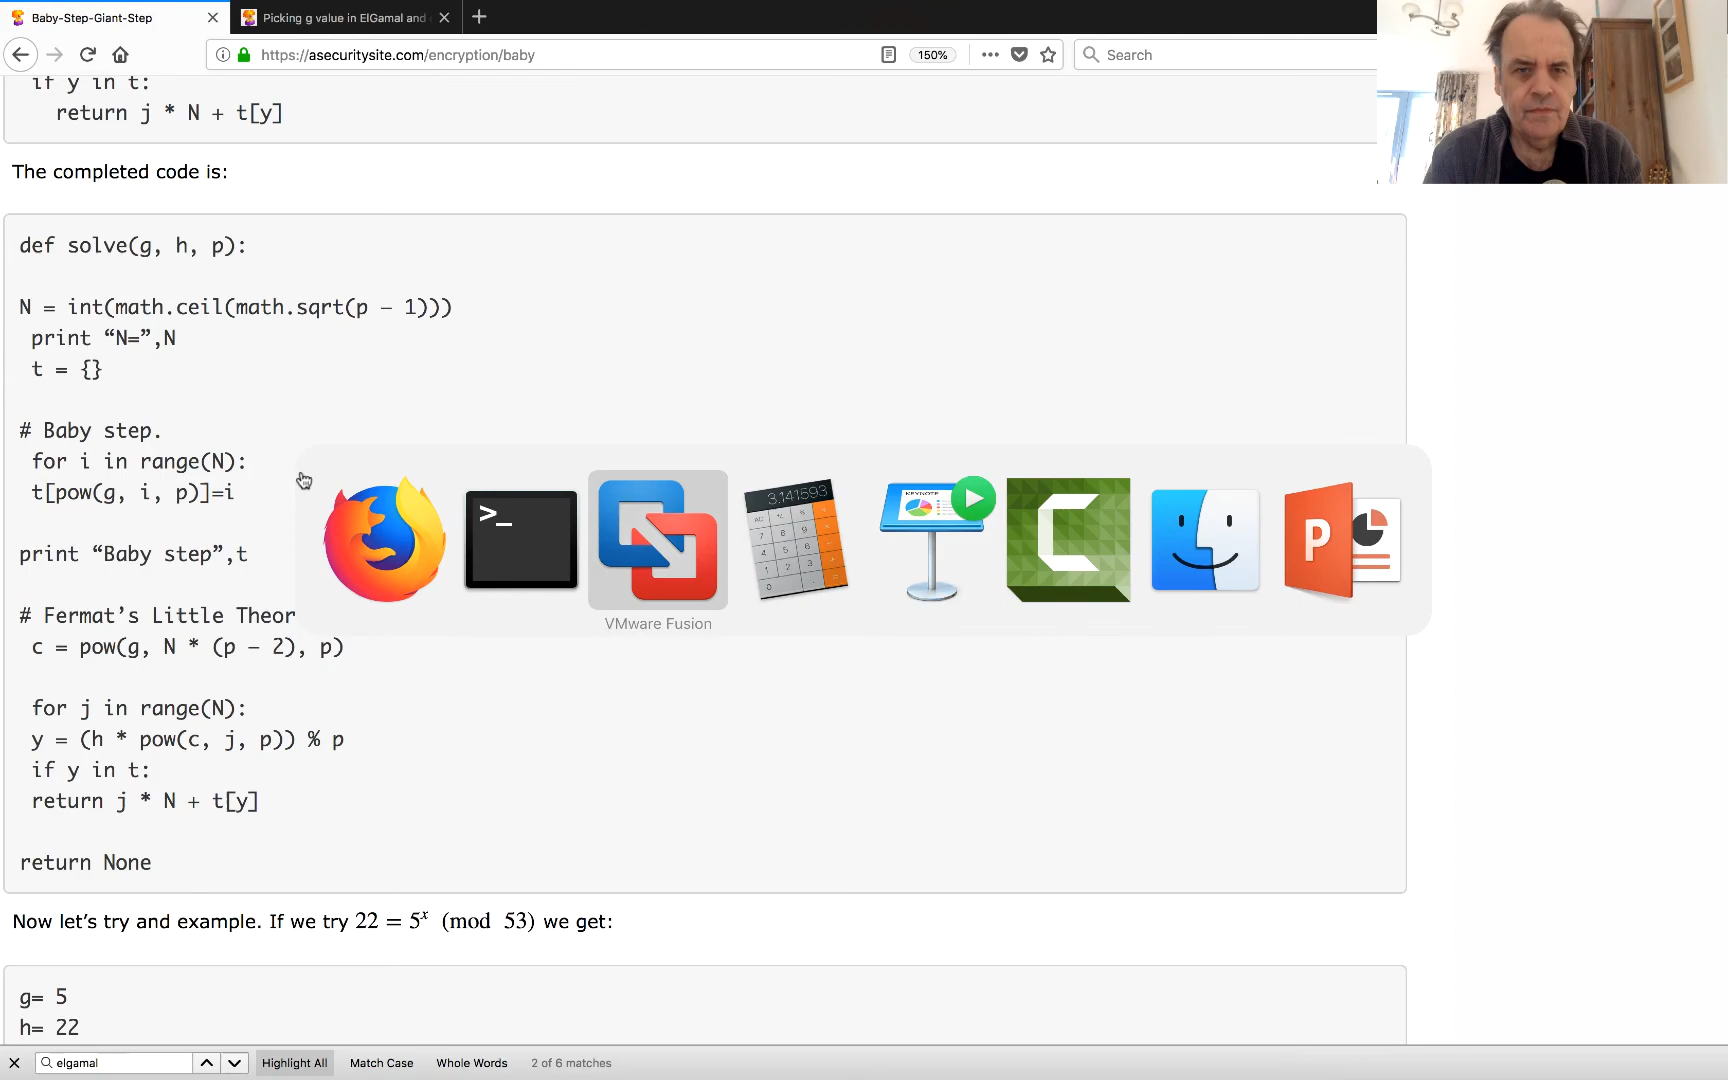 Baby-Step-Giant-Step
Picking g value in ElGamal and
https://asecuritysite.com/encryption/baby
150%
Search
if y in t:
return j * N + t[y]
The completed code is:
def solve(g, h, p):
N = int(math.ceil(math.sqrt(p – 1)))
print “N=”,N
t = {}
# Baby step.
for i in range(N):
t[pow(g, i, p)]=i
print “Baby step”,t
# Fermat’s Little Theor
c = pow(g, N * (p – 2), p)
for j in range(N):
y = (h * pow(c, j, p)) % p
if y in t:
return j * N + t[y]
return None
>_
3.141593
KEYNOTE
P
VMware Fusion
Now let’s try and example. If we try 22 = 5ˣ (mod 53) we get:
g= 5
h= 22
elgamal
Highlight All
Match Case
Whole Words
2 of 6 matches